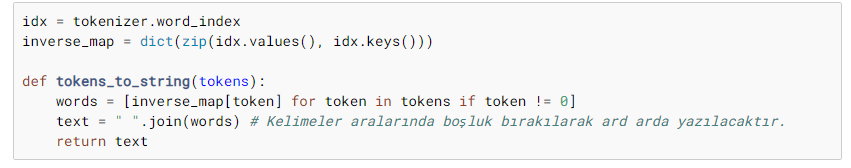 idx = tokenizer.word_index
inverse_map = dict(zip(idx.values(), idx.keys()))

def tokens_to_string(tokens):
    words = [inverse_map[token] for token in tokens if token != 0]
    text = " ".join(words) # Kelimeler aralarında boşluk bırakılarak ard arda yazılacaktır.
    return text